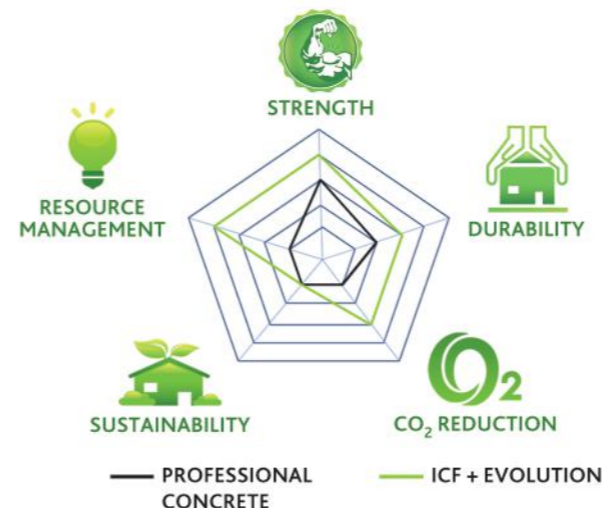 STRENGTH
RESOURCE
MANAGEMENT
DURABILITY
SUSTAINABILITY
CO₂ REDUCTION
O2
PROFESSIONAL
CONCRETE
ICF + EVOLUTION